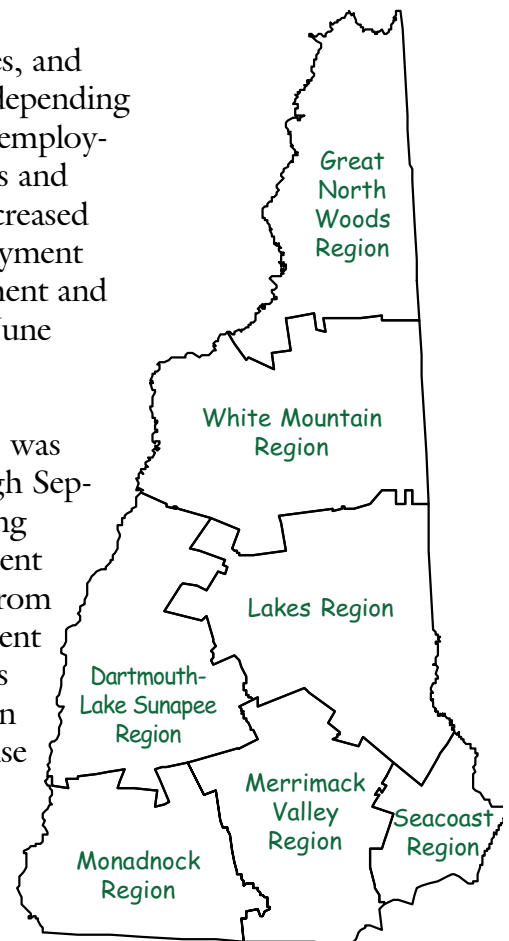 es, and
depending
employ-
s and
creased
yment
ment and
June
was
gh Sep-
ng
ent
from
ent
s
n
se
Great
North
Woods
Region
White Mountain
Region
Lakes Region
Dartmouth-
Lake Sunapee
Region
Merrimack
Valley
Region
Seacoast
Region
Monadnock
Region